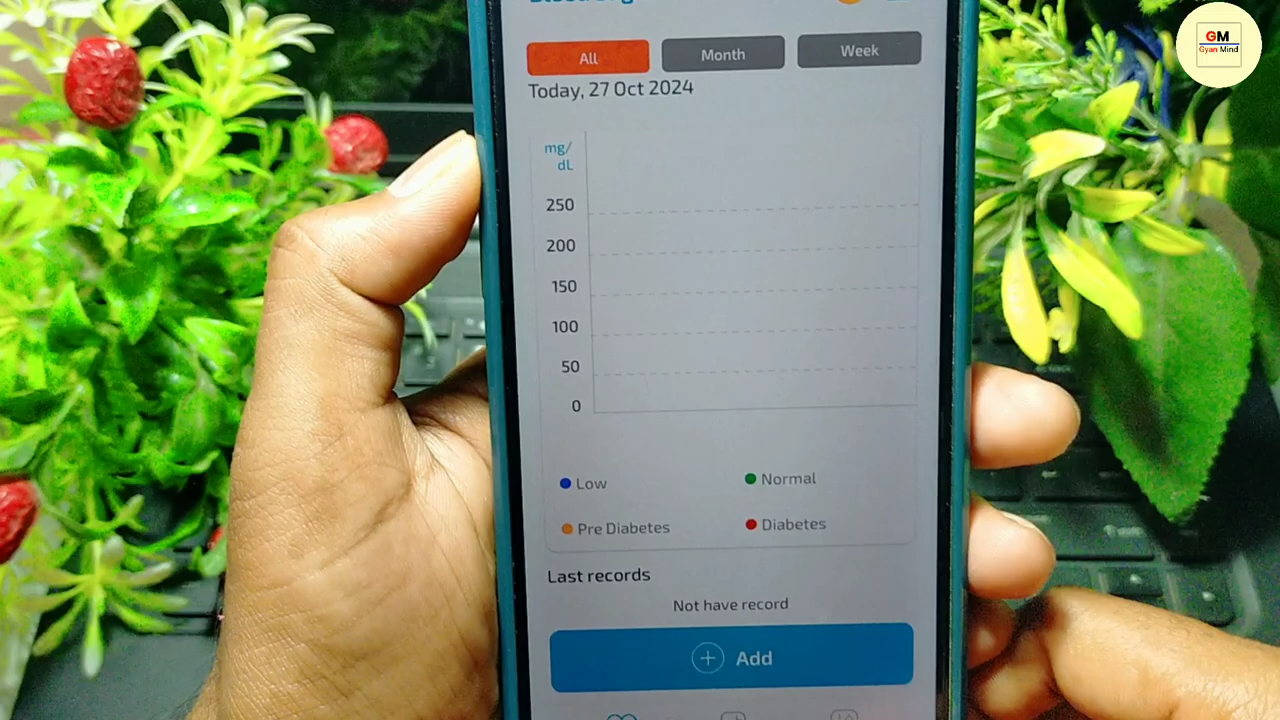 GM
Gyan Mind
All
Month
Week
Today, 27 Oct 2024
mg/
dL
250
200
150
100
50
0
Low
Normal
Pre Diabetes
Diabetes
Last records
Not have record
Add